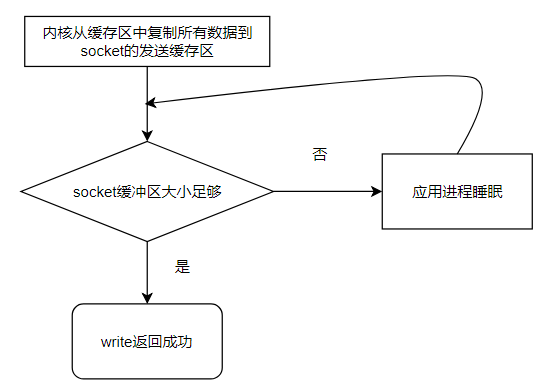 内核从缓存区中复制所有数据到
socket的发送缓存区
否
socket缓冲区大小足够
应用进程睡眠
是
write返回成功